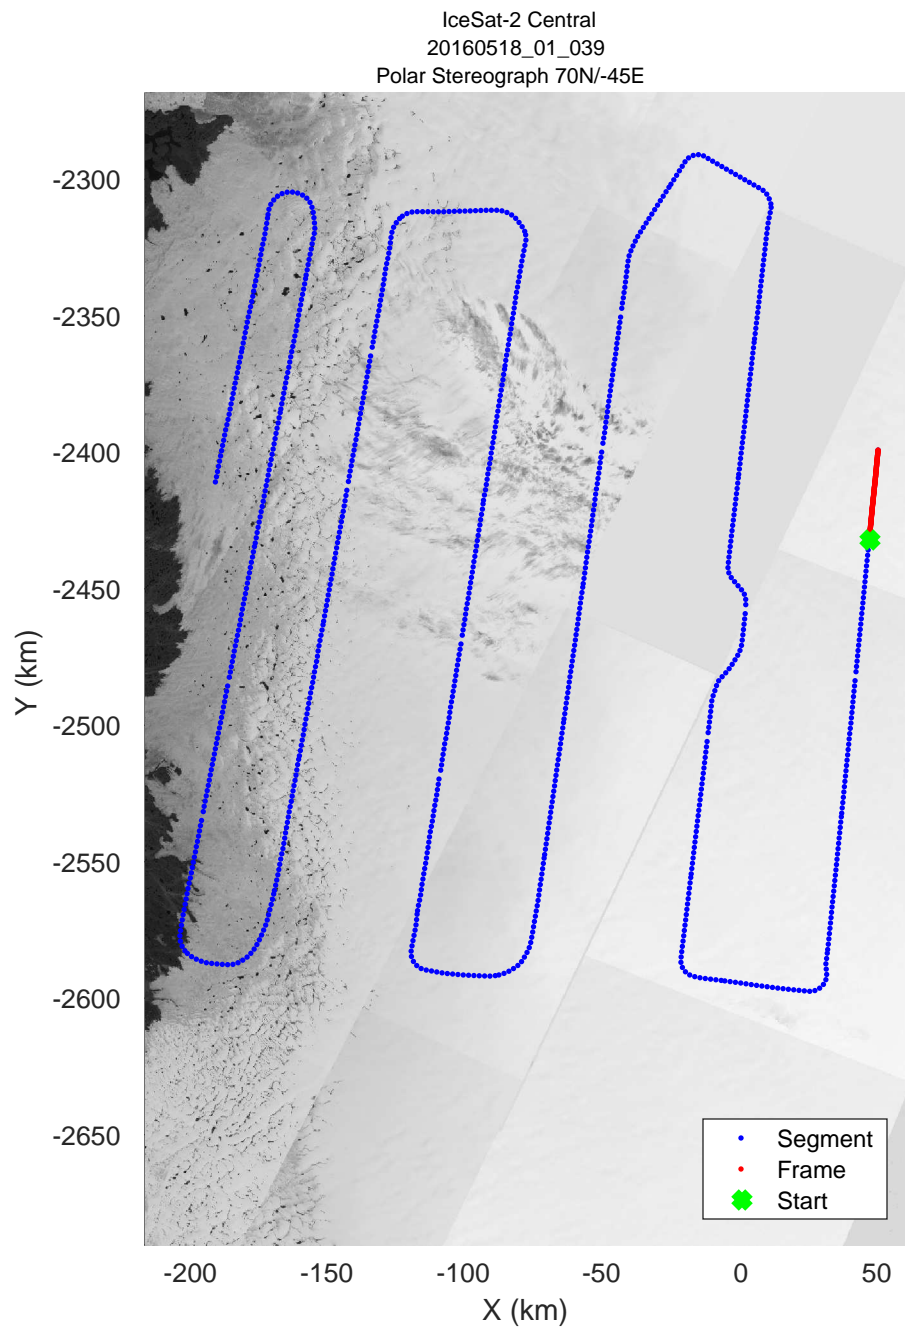 IceSat-2 Central
20160518_01_039
Polar Stereograph 70N/-45E
-2300
-2350
-2400
-2450
-2500
-2550
-2600
-2650
Y (km)
Segment
Frame
Start
-200
-150
-100
-50
0
50
X (km)